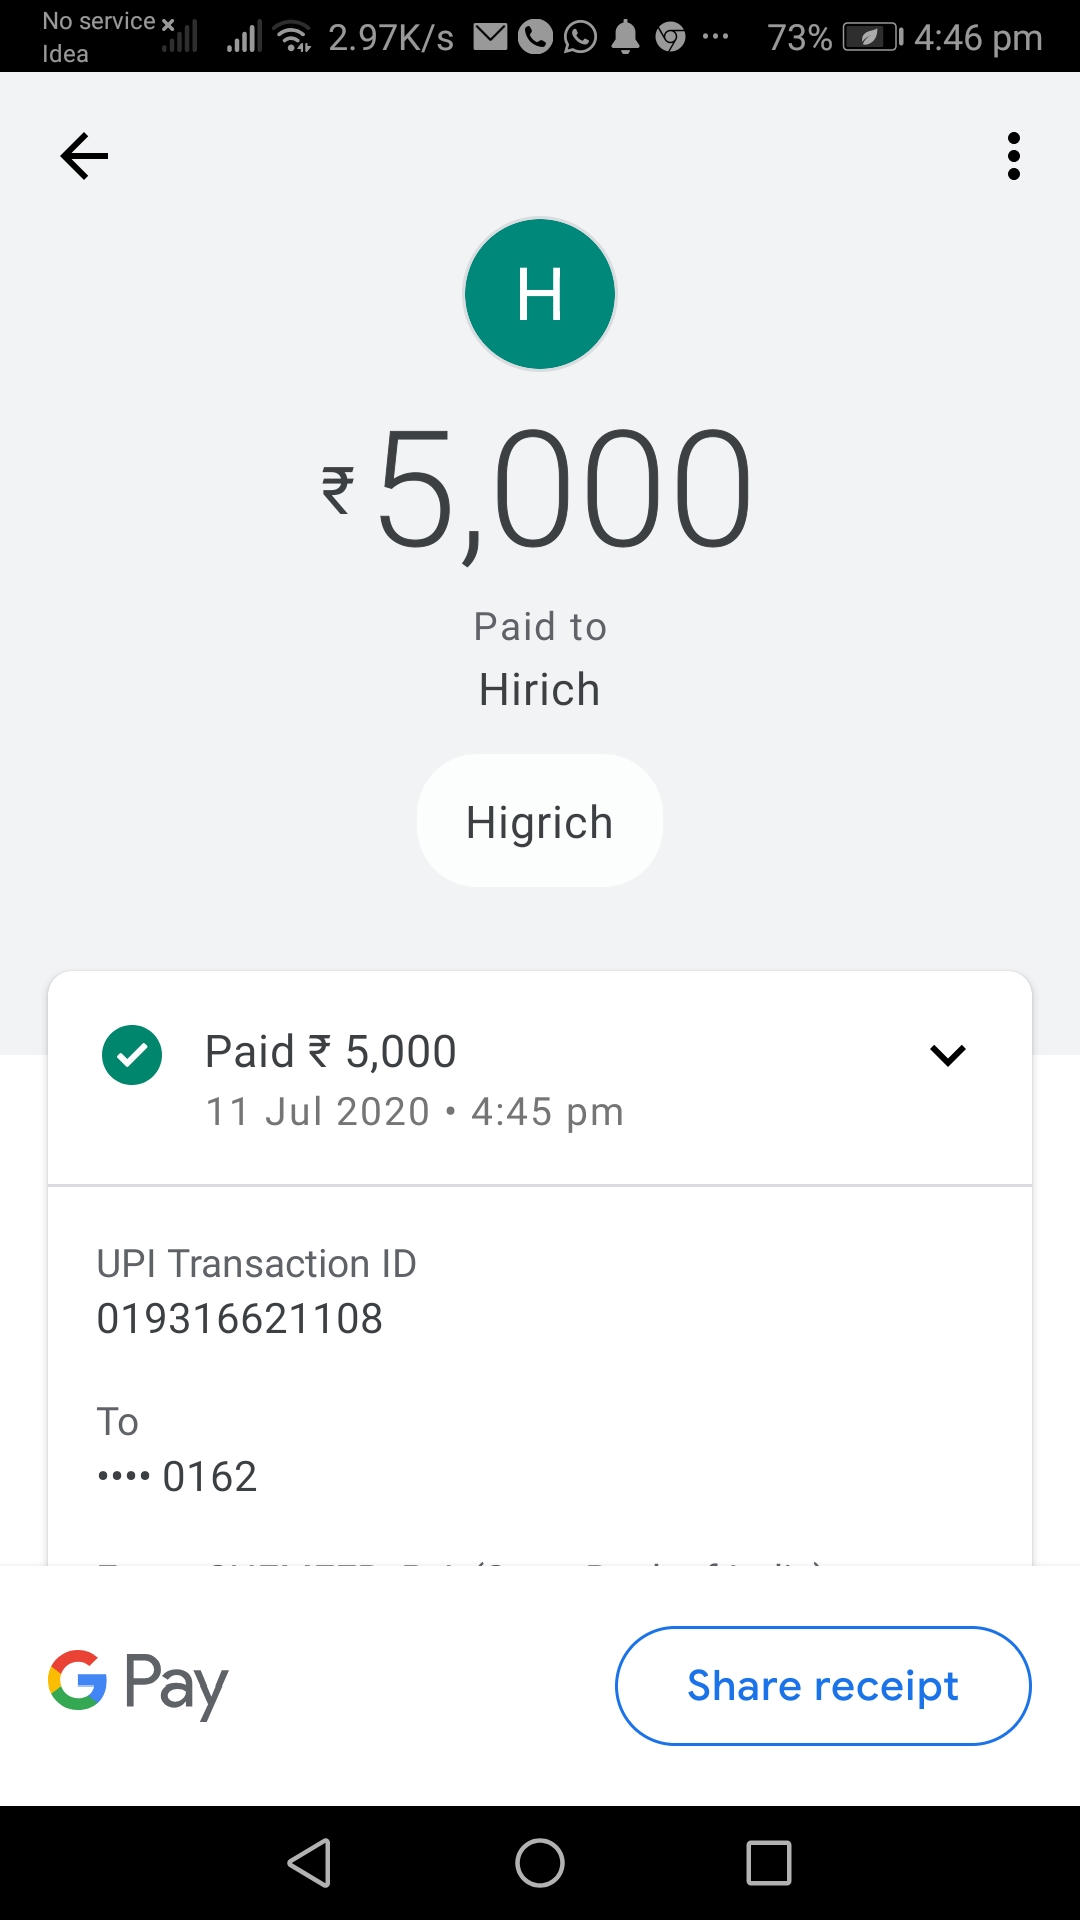 No service
Idea
2.97K/s
73%
4:46 pm
H
₹5,000
Paid to
Hirich
Higrich
Paid ₹ 5,000
11 Jul 2020 • 4:45 pm
UPI Transaction ID
019316621108
To
•••• 0162
G Pay
Share receipt